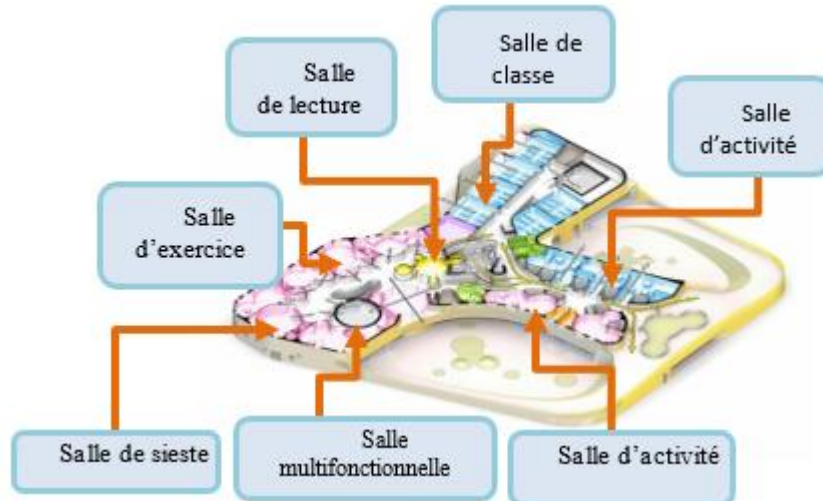 Salle de
classe
Salle
de lecture
Salle
d’activité
Salle
d’exercice
Salle de sieste
Salle
multifonctionnelle
Salle d’activité